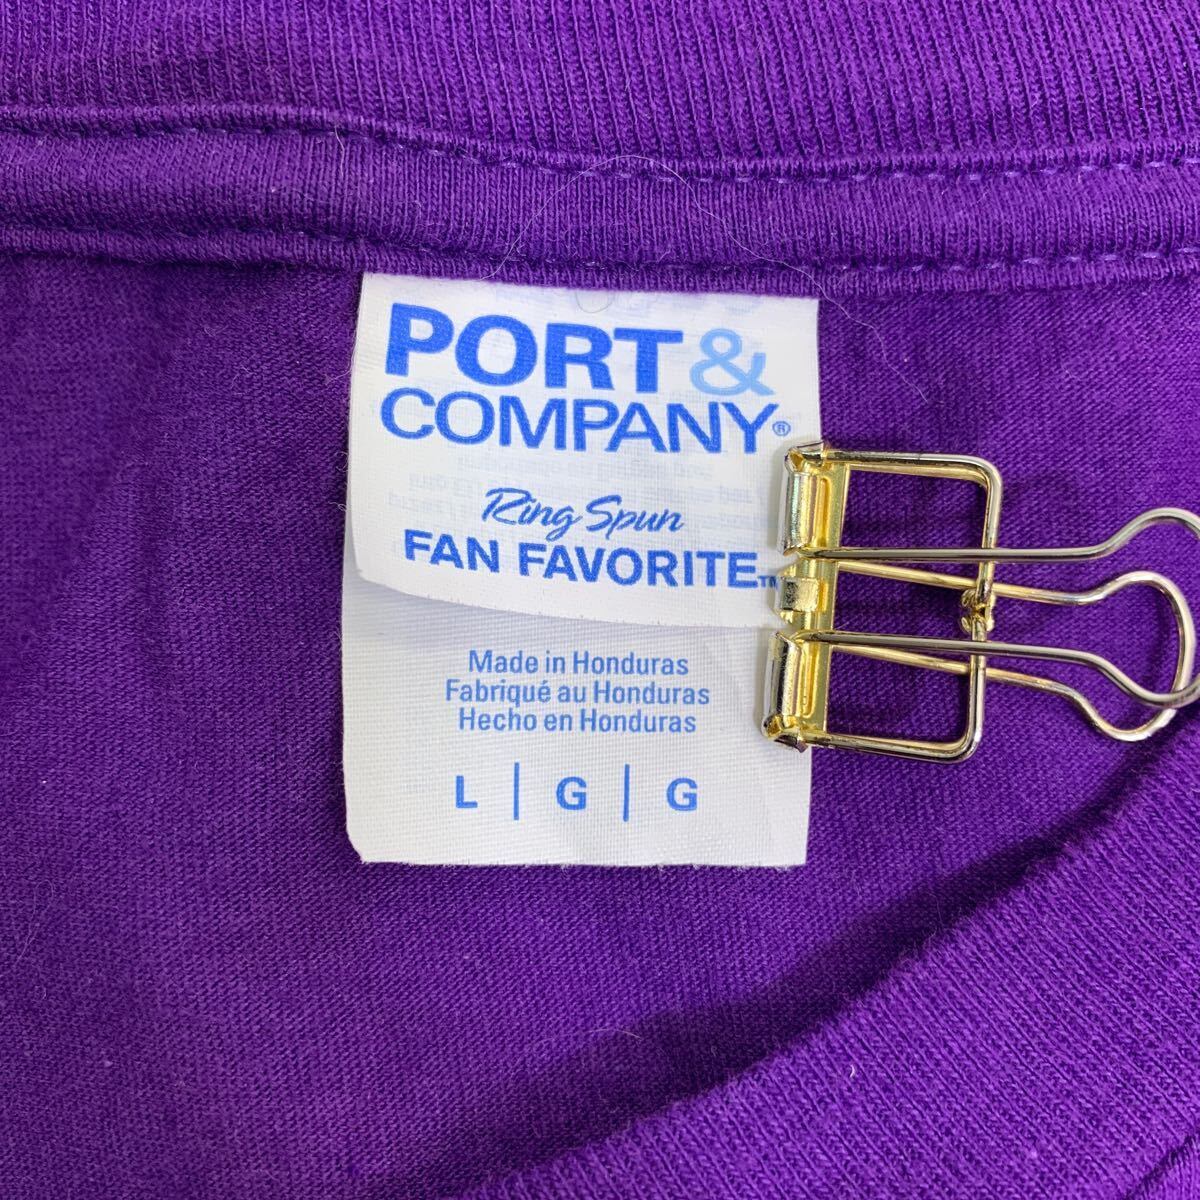 PORT &
COMPANY®
Ring Spun
FAN FAVORITE™
Made in Honduras
Fabriqué au Honduras
Hecho en Honduras
L | G | G